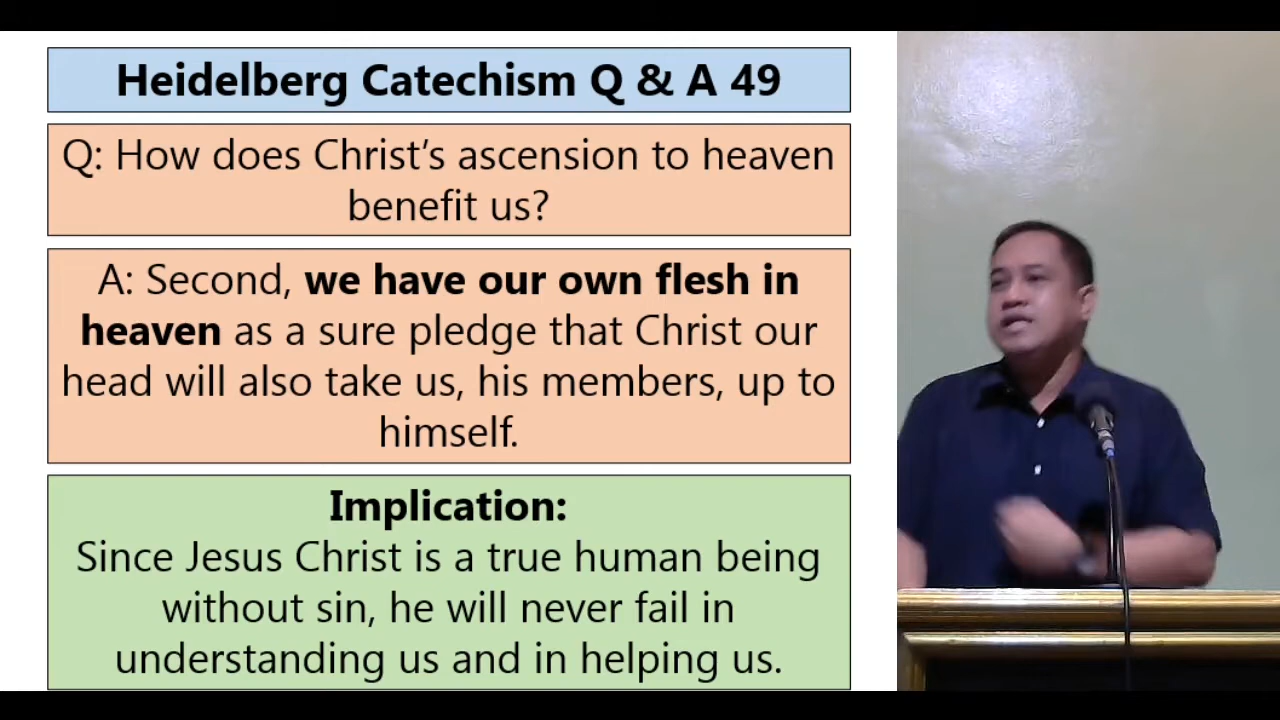 Heidelberg Catechism Q & A 49
Q: How does Christ’s ascension to heaven
benefit us?
A: Second, we have our own flesh in
heaven as a sure pledge that Christ our
head will also take us, his members, up to
himself.
Implication:
Since Jesus Christ is a true human being
without sin, he will never fail in
understanding us and in helping us.